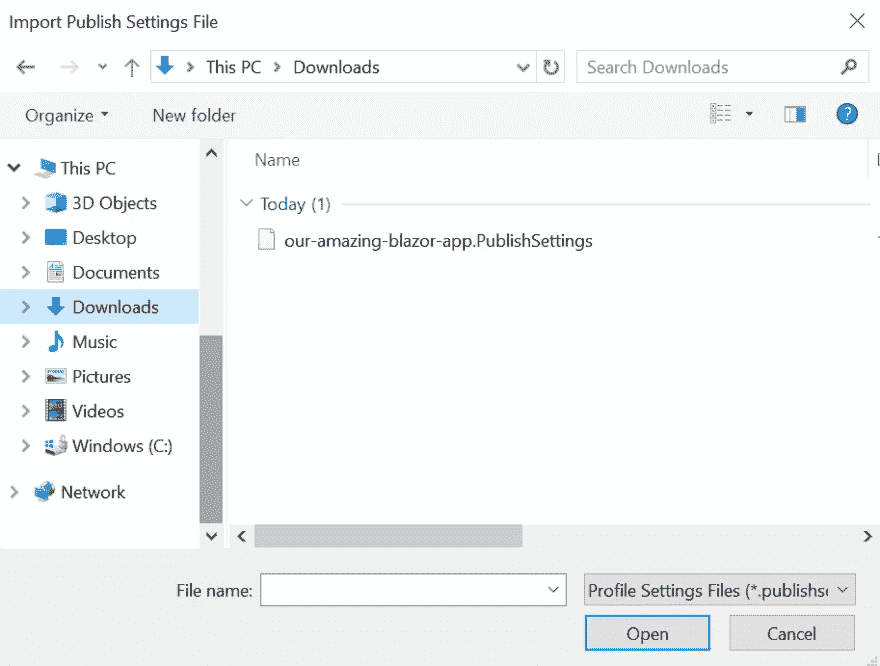 Import Publish Settings File
This PC > Downloads
Search Downloads
Organize
New folder
?
Name
This PC
3D Objects
Desktop
Documents
Downloads
Music
Pictures
Videos
Windows (C:)
Network
Today (1)
our-amazing-blazor-app.PublishSettings
File name:
Profile Settings Files (*.publishs
Open
Cancel